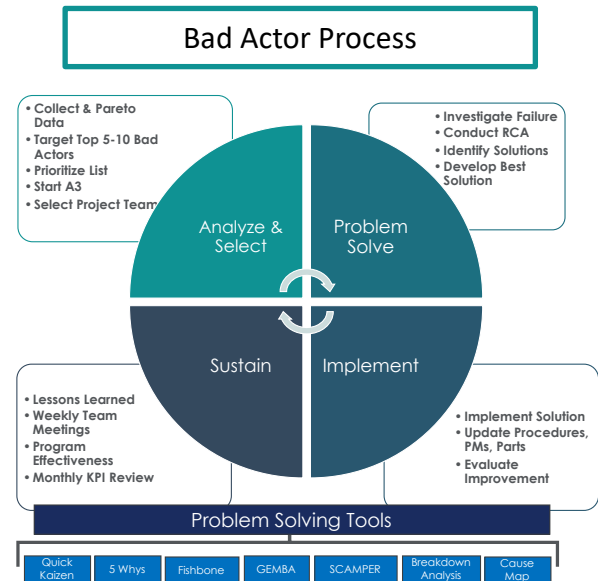 Bad Actor Process
• Collect & Pareto
Data
• Target Top 5-10 Bad
Actors
• Prioritize List
• Start A3
• Select Project Team
• Investigate Failure
• Conduct RCA
• Identify Solutions
• Develop Best
Solution
Analyze &
Select
Problem
Solve
Sustain
Implement
• Lessons Learned
• Weekly Team
Meetings
• Program
Effectiveness
• Monthly KPI Review
• Implement Solution
• Update Procedures,
PMs, Parts
• Evaluate
Improvement
Problem Solving Tools
Quick
Kaizen
5 Whys
Fishbone
GEMBA
SCAMPER
Breakdown
Analysis
Cause
Map